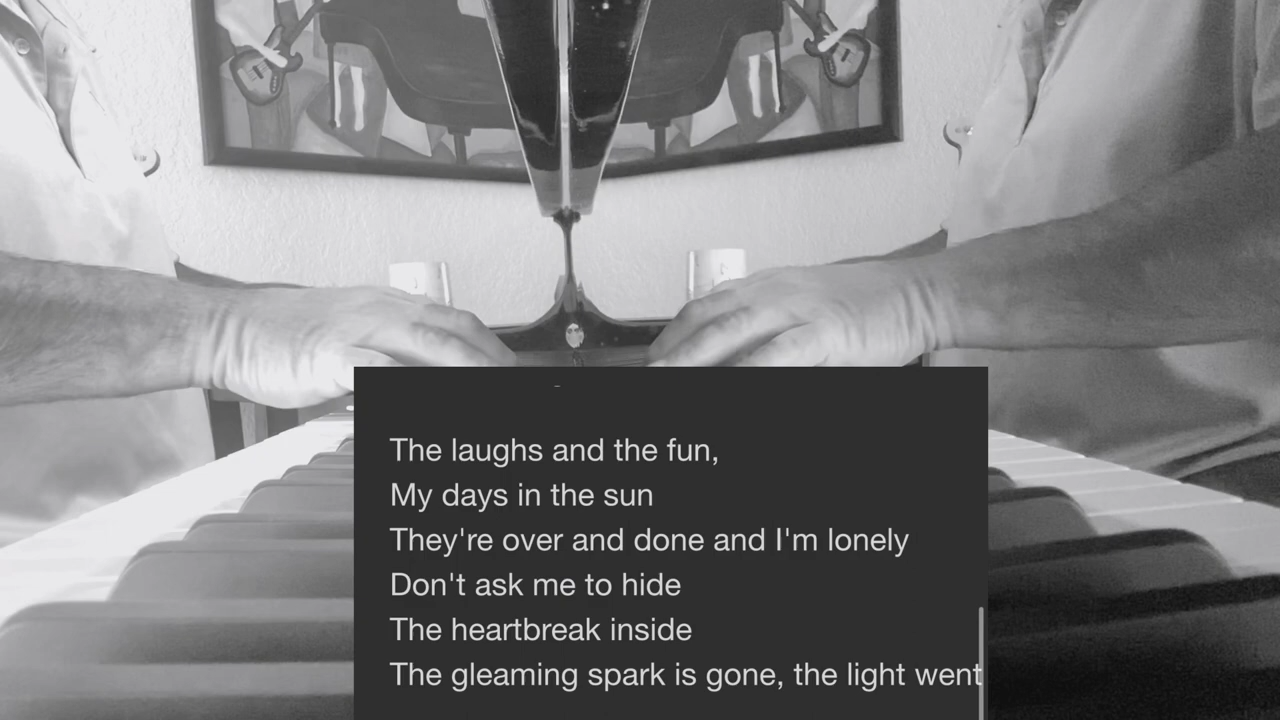 The laughs and the fun,
My days in the sun
They're over and done and I'm lonely
Don't ask me to hide
The heartbreak inside
The gleaming spark is gone, the light went